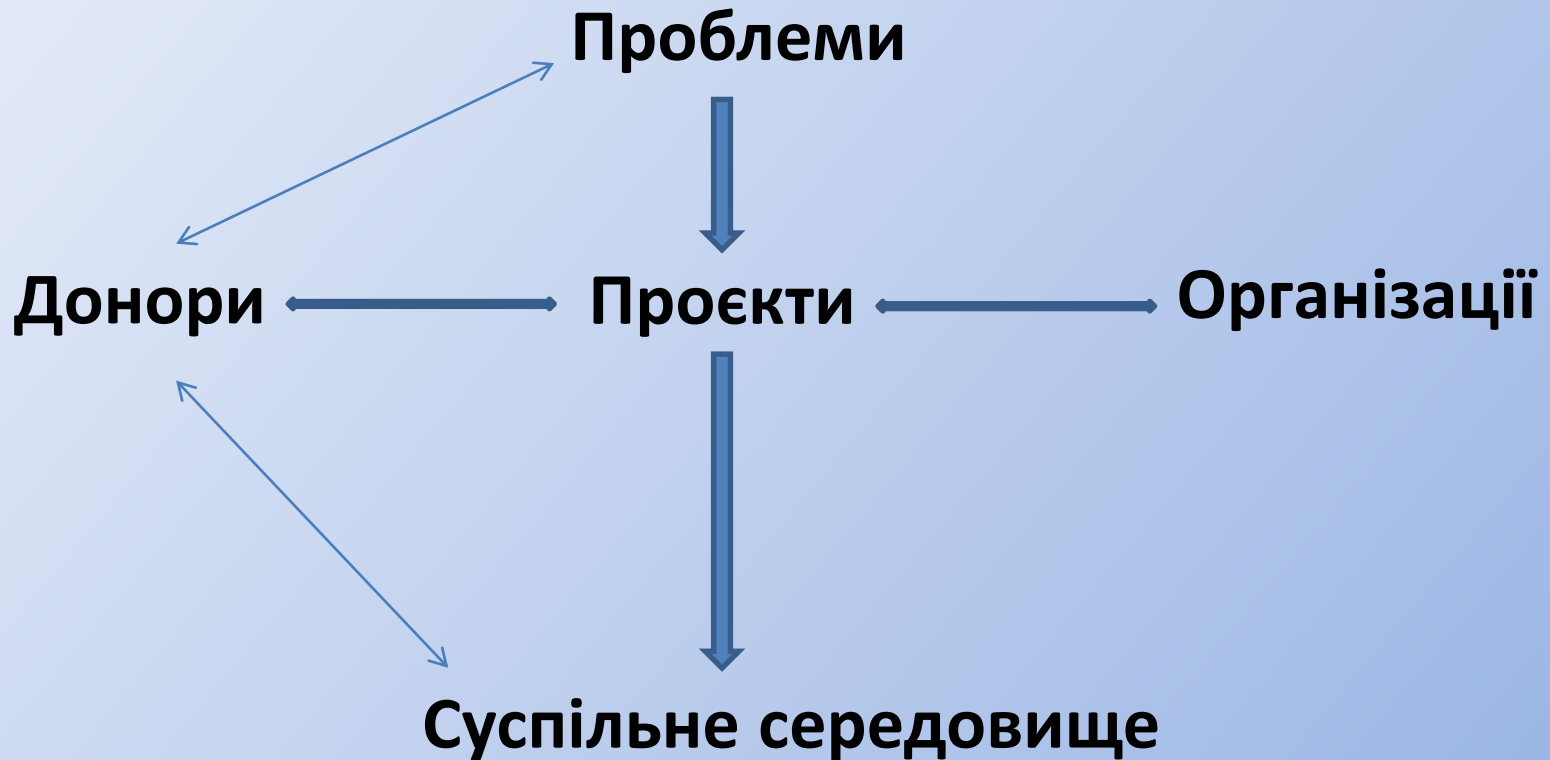 Проблеми
Донори
Проєкти
Організації
Суспільне середовище